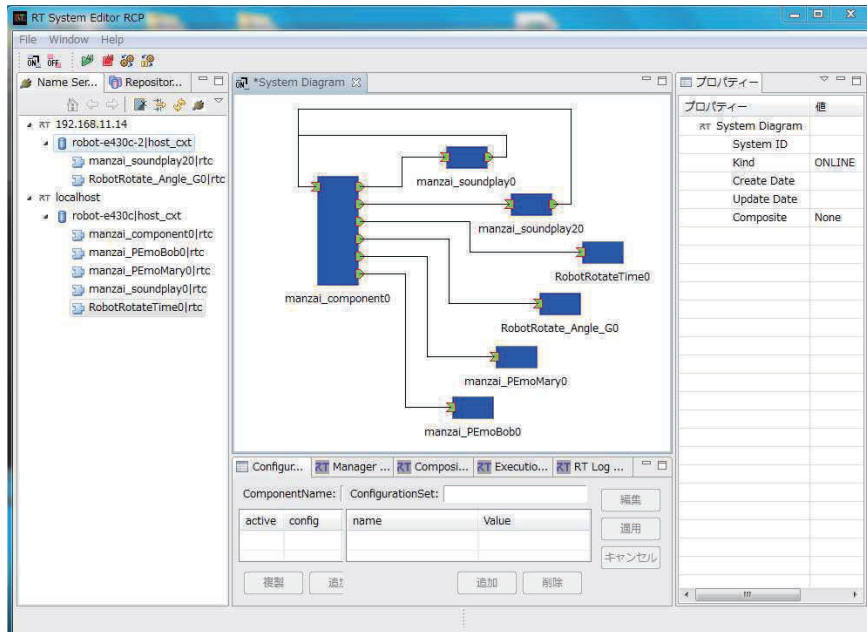 RT System Editor RCP
File Window Help
ON OFF
Name Ser... Repositor...
192.168.11.14
robot-e430c-2|host_cxt
manzai_soundplay20|rtc
RobotRotate_Angle_G0|rtc
localhost
robot-e430c|host_cxt
manzai_component0|rtc
manzai_PEmoBob0|rtc
manzai_PEmoMary0|rtc
manzai_soundplay0|rtc
RobotRotateTime0|rtc
*System Diagram
manzai_soundplay0
manzai_soundplay20
RobotRotateTime0
manzai_component0
RobotRotate_Angle_G0
manzai_PEmoMary0
manzai_PEmoBob0
Configur... RT Manager ... RT Composi... RT Executio... RT RT Log ...
ComponentName: ConfigurationSet:
編集
active config name Value
適用
キャンセル
複製 追加 削除
プロパティー
プロパティー 値
RT System Diagram
System ID
Kind ONLINE
Create Date
Update Date
Composite None